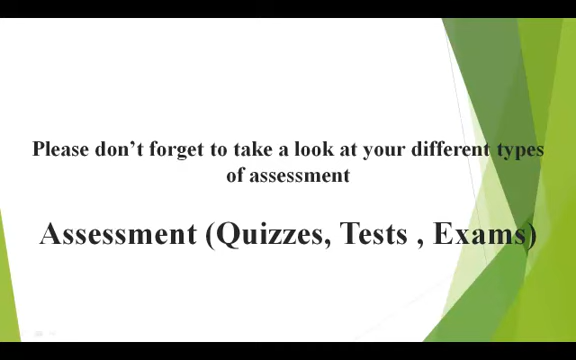 Please don’t forget to take a look at your different types
of assessment
Assessment (Quizzes, Tests , Exams)